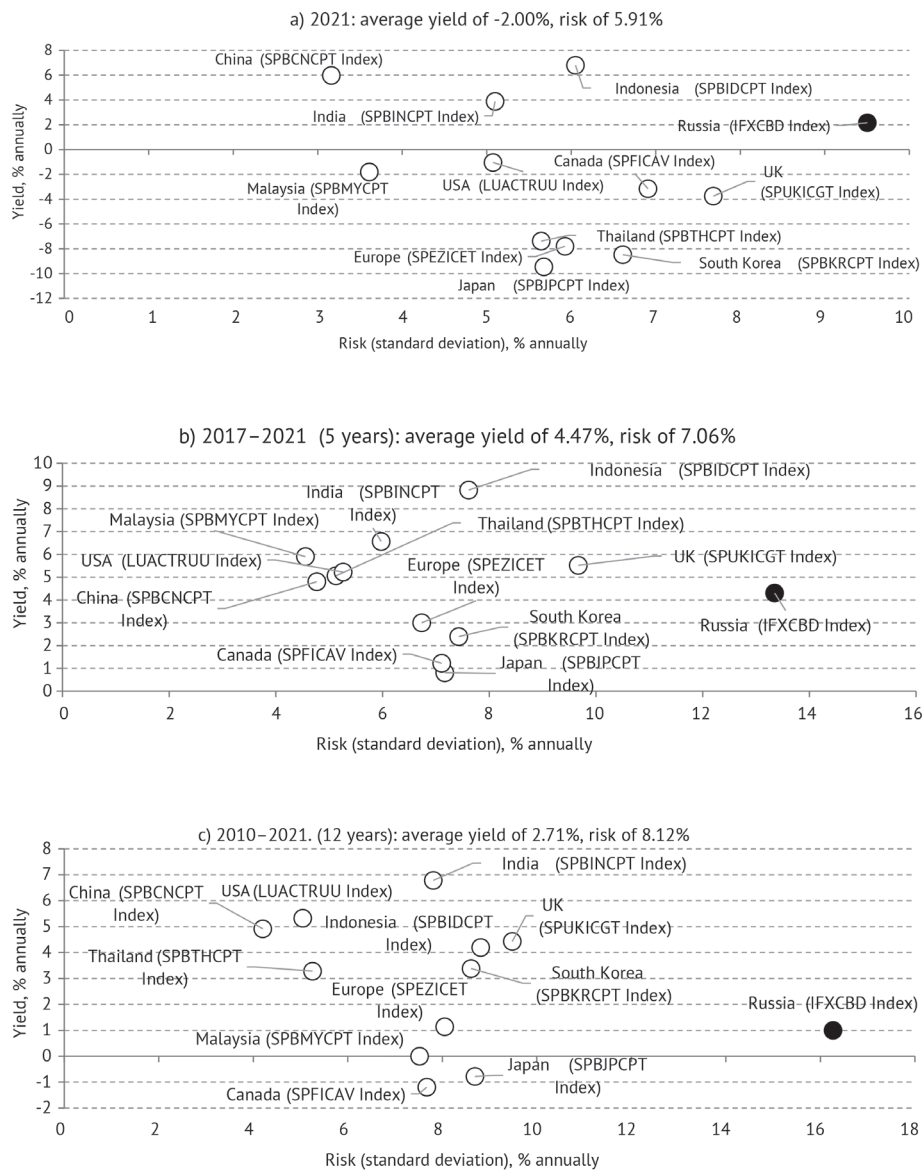 a) 2021: average yield of -2.00%, risk of 5.91%
Yield, % annually
8
6
4
2
0
-2
-4
-6
-8
-10
-12
China (SPBCNCPT Index)
Indonesia (SPBIDCPT Index)
India (SPBINCPT Index)
Russia (IFXCBD Index)
Canada (SPFICAV Index)
UK
(SPUKICGT Index)
Malaysia (SPBMYCPT
Index)
USA (LUACTRUU Index)
Thailand (SPBTHCPT Index)
Europe (SPEZICET Index)
South Korea (SPBKRCPT Index)
Japan (SPBJPCPT Index)
0 1 2 3 4 5 6 7 8 9 10
Risk (standard deviation), % annually
b) 2017–2021 (5 years): average yield of 4.47%, risk of 7.06%
Yield, % annually
10
9
8
7
6
5
4
3
2
1
0
Indonesia (SPBIDCPT Index)
India (SPBINCPT
Index)
Malaysia (SPBMYCPT Index)
Thailand (SPBTHCPT Index)
USA (LUACTRUU Index)
Europe (SPEZICET
Index)
UK (SPUKICGT Index)
China (SPBCNCPT
Index)
South Korea
(SPBKRCPT Index)
Russia (IFXCBD Index)
Canada (SPFICAV Index)
Japan (SPBJPCPT
Index)
0 2 4 6 8 10 12 14 16
Risk (standard deviation), % annually
c) 2010–2021. (12 years): average yield of 2.71%, risk of 8.12%
Yield, % annually
8
7
6
5
4
3
2
1
0
-1
-2
India (SPBINCPT Index)
China (SPBCNCPT
Index)
USA (LUACTRUU Index)
Indonesia (SPBIDCPT
Index)
UK
(SPUKICGT Index)
Thailand (SPBTHCPT
Index)
South Korea
(SPBKRCPT Index)
Europe (SPEZICET
Index)
Russia (IFXCBD Index)
Malaysia (SPBMYCPT Index)
Japan (SPBJPCPT
Index)
Canada (SPFICAV Index)
0 2 4 6 8 10 12 14 16 18
Risk (standard deviation), % annually